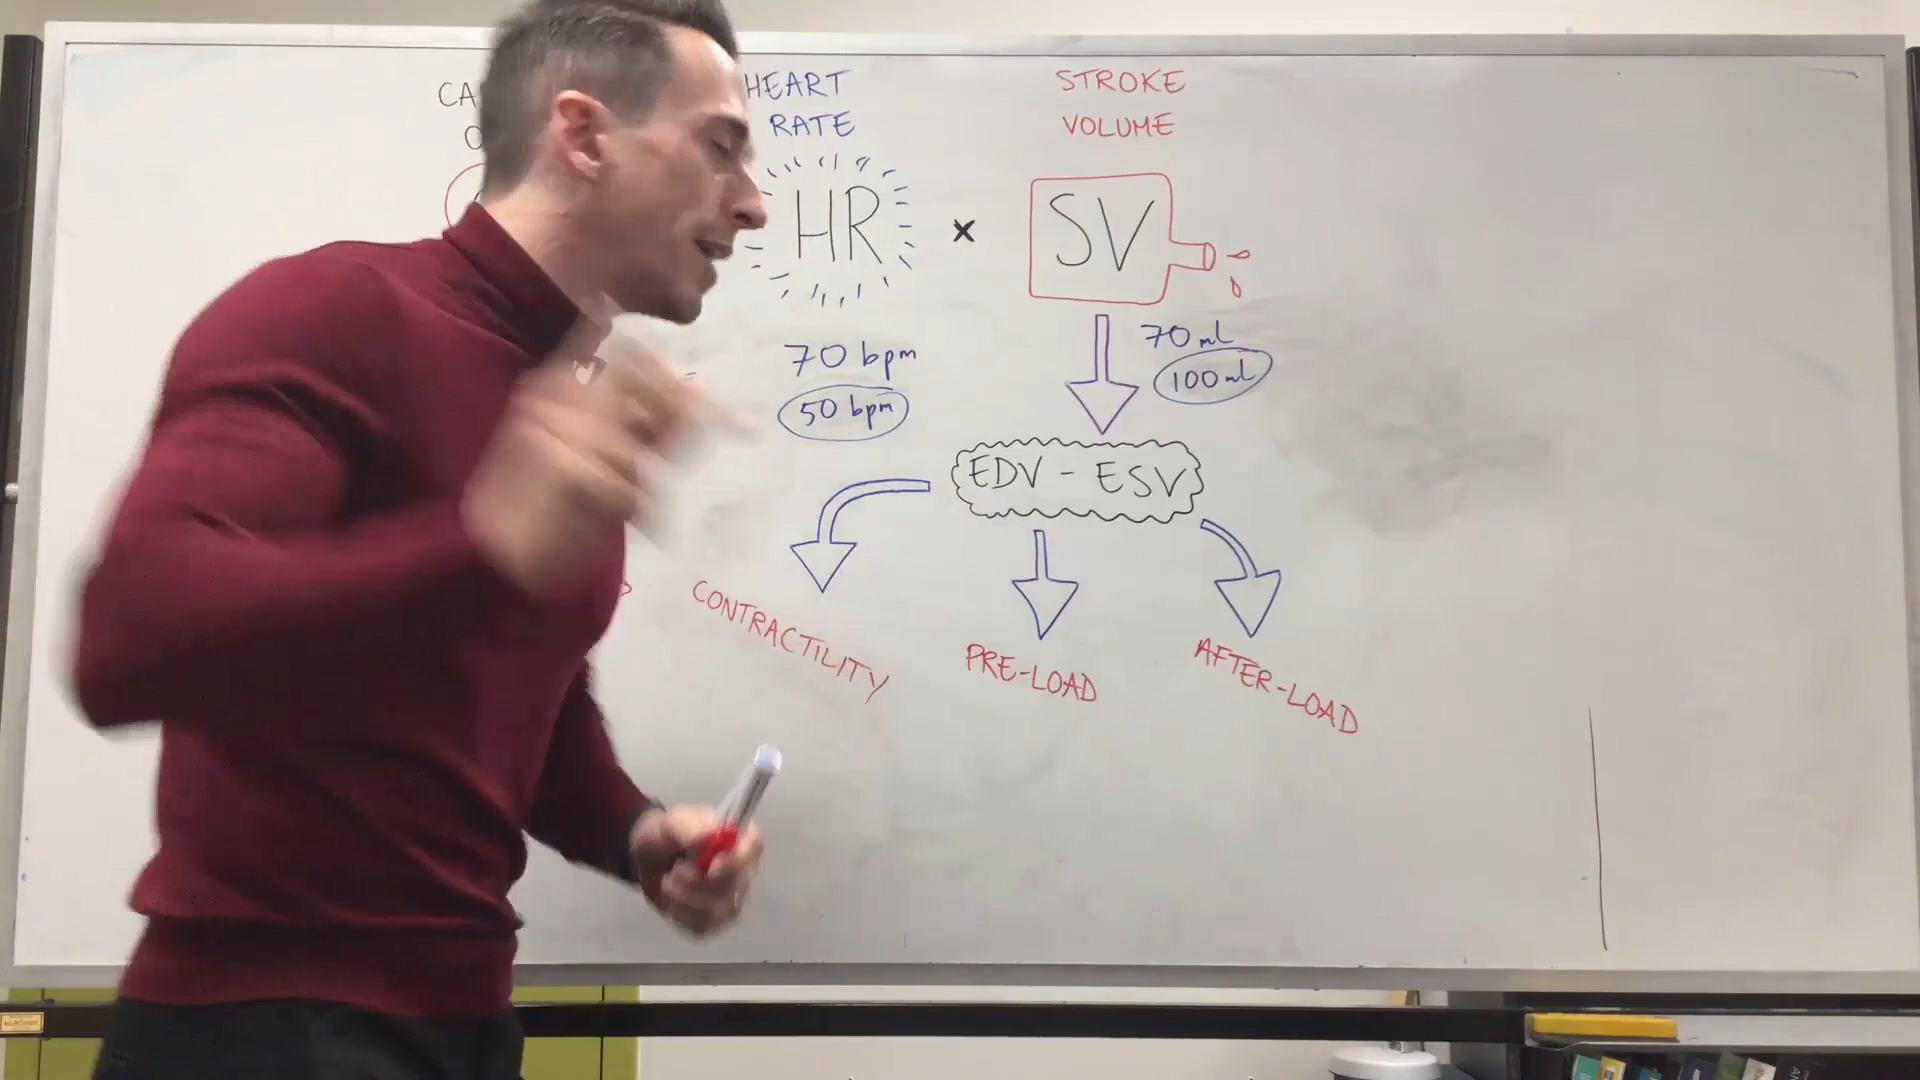 CA
HEART
RATE
STROKE
VOLUME
HR × SV
70 bpm
50 bpm
70 ml
100 ml
EDV - ESV
CONTRACTILITY
PRE-LOAD
AFTER-LOAD